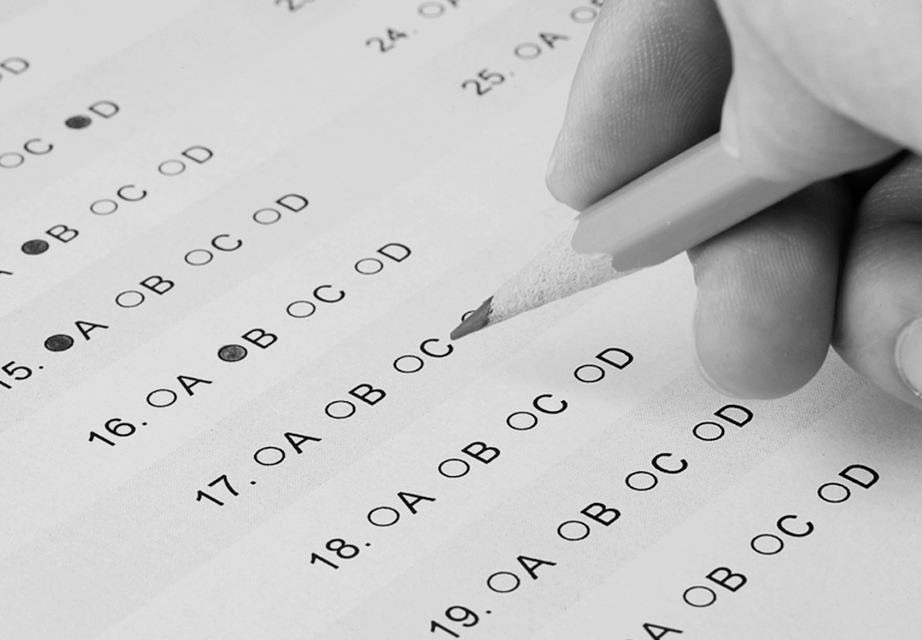 D
C D
B C D
15. A B C D
16. A B C D
17. A B C
18. A B C D
19. A B C D
A B C D
24. A
25. A